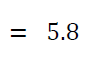 = 5.8